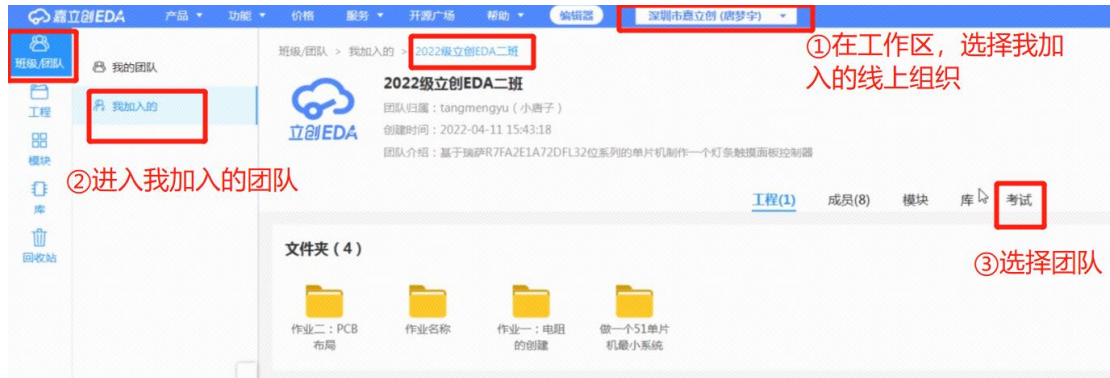 嘉立创EDA 产品 功能 价格 服务 开源广场 帮助 编辑器 深圳市嘉立创 (唐梦宇)
班级/团队
工程
模块
库
回收站
我的团队
我加入的
②进入我加入的团队
班级/团队 > 我加入的 > 2022级立创EDA二班
①在工作区，选择我加
入的线上组织
立创EDA
2022级立创EDA二班
团队归属：tangmengyu（小唐子）
创建时间：2022-04-11 15:43:18
团队介绍：基于瑞萨R7FA2E1A72DFL32位系列的单片机制作一个灯条触摸面板控制器
工程(1) 成员(8) 模块 库 考试
③选择团队
文件夹（4）
作业二：PCB
布局
作业名称
作业一：电阻
的创建
做一个51单片
机最小系统